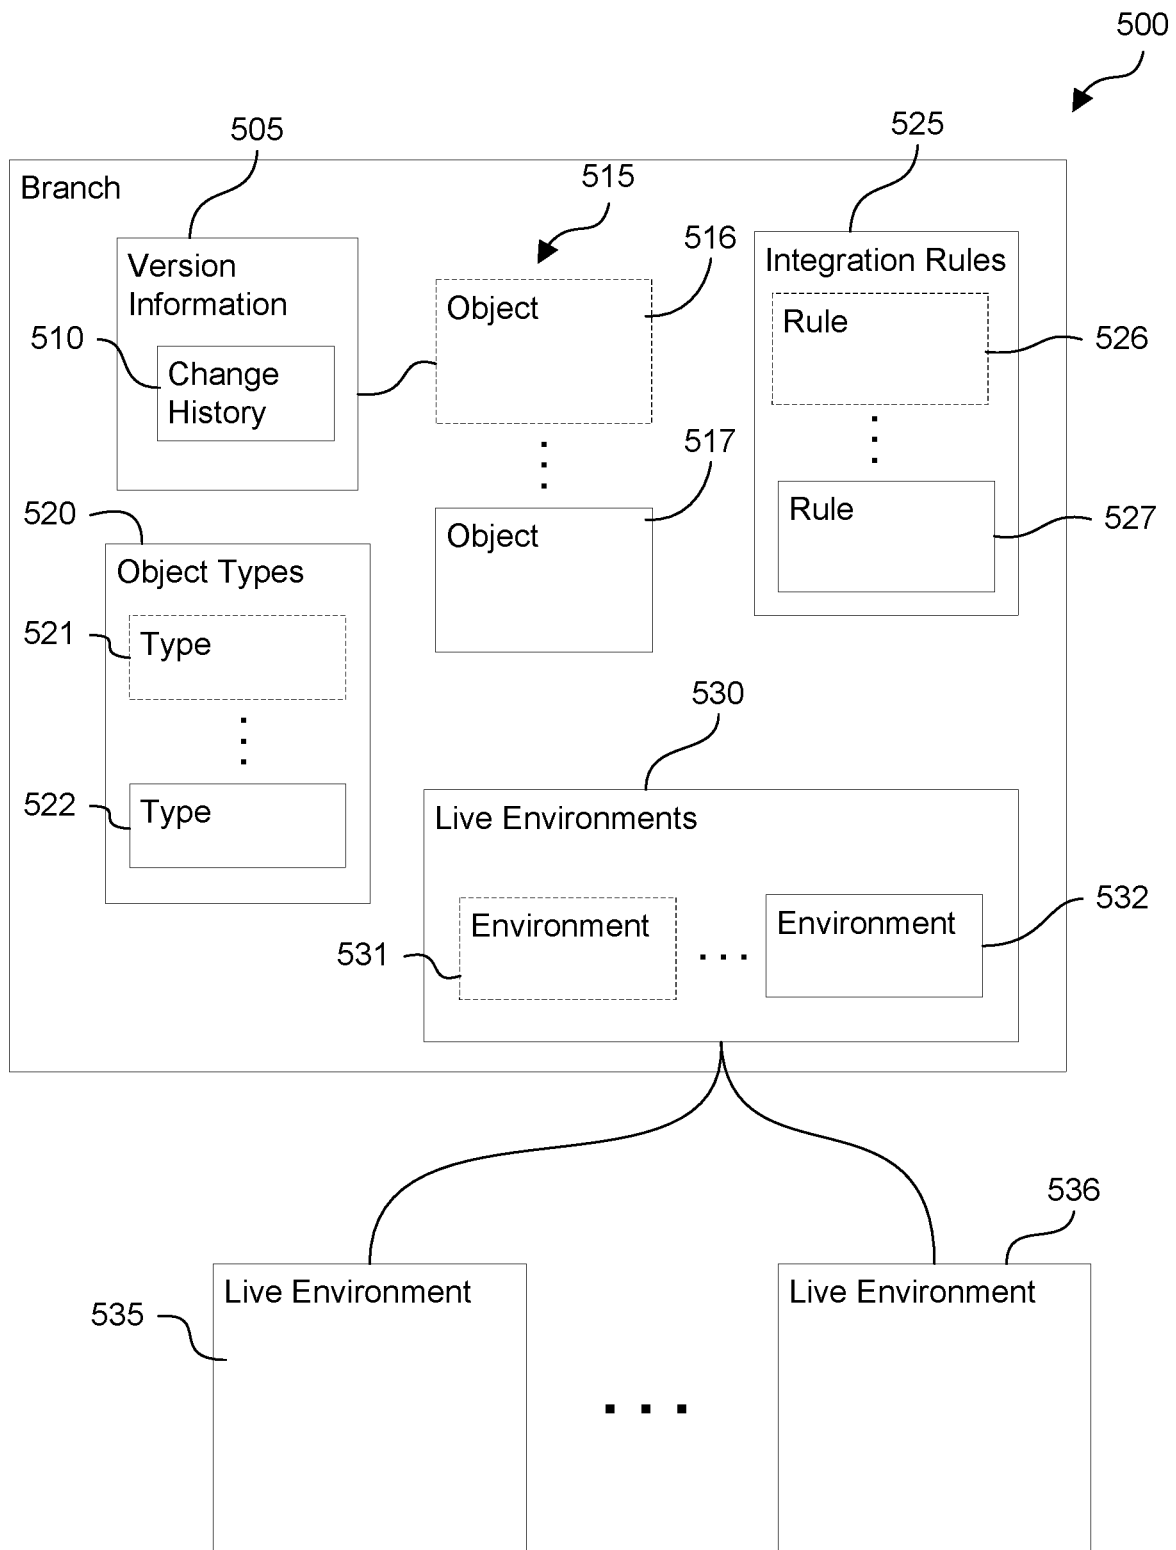 500
505
525
Branch
515
516
Version
Information
Integration Rules
Object
Rule
510
526
Change
History
517
520
Rule
527
Object
Object Types
521
Type
530
522
Type
Live Environments
532
Environment
Environment
531
536
Live Environment
Live Environment
535